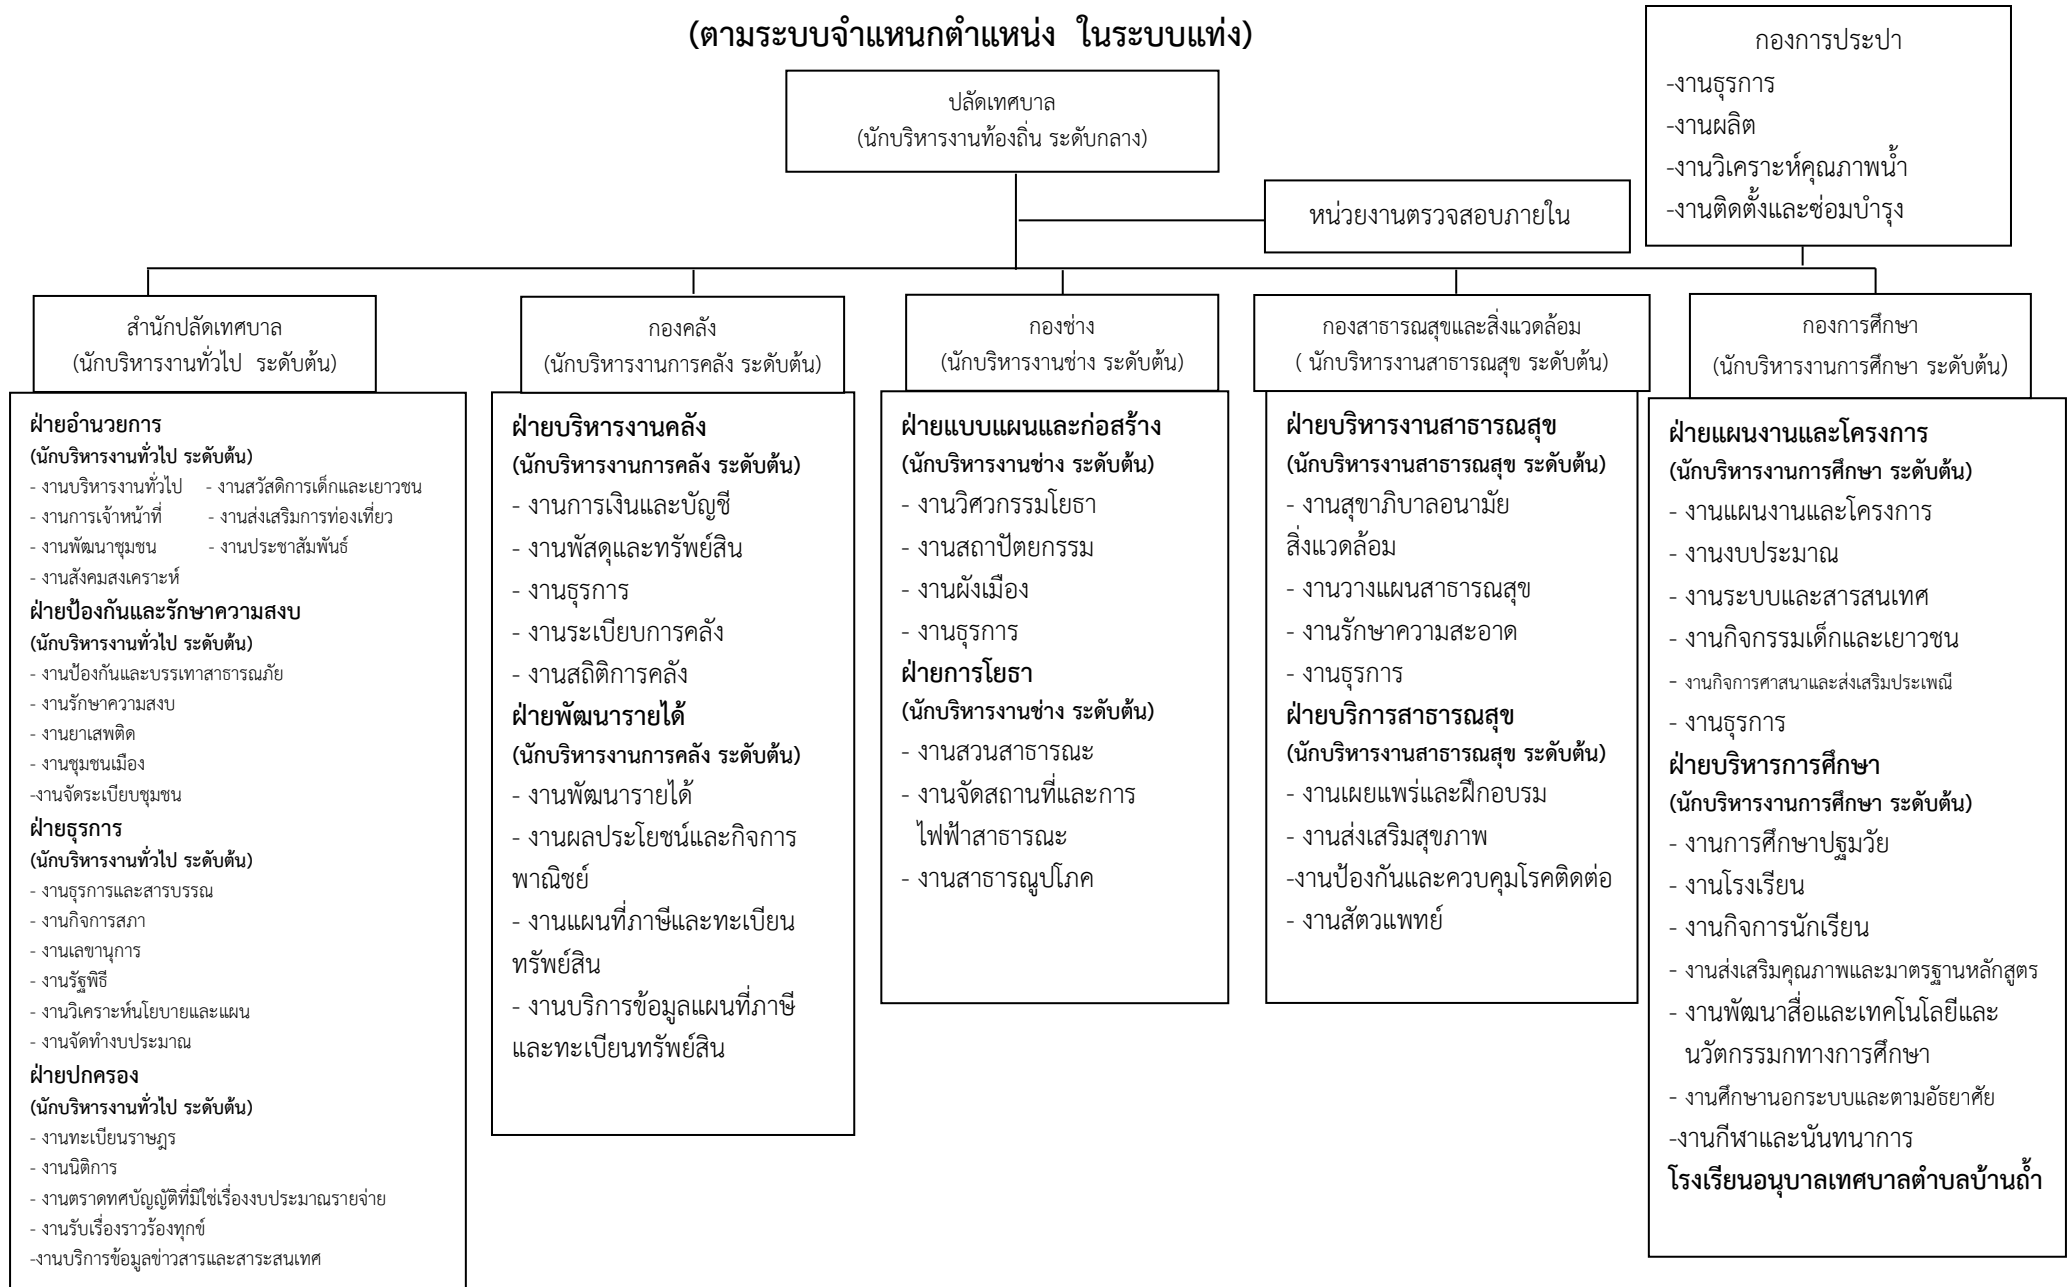 (ตามระบบจำแหนกตำแหน่ง ในระบบแท่ง)
ปลัดเทศบาล
(นักบริหารงานท้องถิ่น ระดับกลาง)
กองการประปา
-งานธุรการ
-งานผลิต
-งานวิเคราะห์คุณภาพน้ำ
-งานติดตั้งและซ่อมบำรุง
หน่วยงานตรวจสอบภายใน
สำนักปลัดเทศบาล
(นักบริหารงานทั่วไป ระดับต้น)
ฝ่ายอำนวยการ
(นักบริหารงานทั่วไป ระดับต้น)
- งานบริหารงานทั่วไป - งานสวัสดิการเด็กและเยาวชน
- งานการเจ้าหน้าที่ - งานส่งเสริมการท่องเที่ยว
- งานพัฒนาชุมชน - งานประชาสัมพันธ์
- งานสังคมสงเคราะห์
ฝ่ายป้องกันและรักษาความสงบ
(นักบริหารงานทั่วไป ระดับต้น)
- งานป้องกันและบรรเทาสาธารณภัย
- งานรักษาความสงบ
- งานยาเสพติด
- งานชุมชนเมือง
-งานจัดระเบียบชุมชน
ฝ่ายธุรการ
(นักบริหารงานทั่วไป ระดับต้น)
- งานธุรการและสารบรรณ
- งานกิจการสภา
- งานเลขานุการ
- งานรัฐพิธี
- งานวิเคราะห์นโยบายและแผน
- งานจัดทำงบประมาณ
ฝ่ายปกครอง
(นักบริหารงานทั่วไป ระดับต้น)
- งานทะเบียนราษฎร
- งานนิติการ
- งานตราดทศบัญญัติที่มิใช่เรื่องงบประมาณรายจ่าย
- งานรับเรื่องราวร้องทุกข์
-งานบริการข้อมูลข่าวสารและสาระสนเทศ
กองคลัง
(นักบริหารงานการคลัง ระดับต้น)
ฝ่ายบริหารงานคลัง
(นักบริหารงานการคลัง ระดับต้น)
- งานการเงินและบัญชี
- งานพัสดุและทรัพย์สิน
- งานธุรการ
- งานระเบียบการคลัง
- งานสถิติการคลัง
ฝ่ายพัฒนารายได้
(นักบริหารงานการคลัง ระดับต้น)
- งานพัฒนารายได้
- งานผลประโยชน์และกิจการ
พาณิชย์
- งานแผนที่ภาษีและทะเบียน
ทรัพย์สิน
- งานบริการข้อมูลแผนที่ภาษี
และทะเบียนทรัพย์สิน
กองช่าง
(นักบริหารงานช่าง ระดับต้น)
ฝ่ายแบบแผนและก่อสร้าง
(นักบริหารงานช่าง ระดับต้น)
- งานวิศวกรรมโยธา
- งานสถาปัตยกรรม
- งานผังเมือง
- งานธุรการ
ฝ่ายการโยธา
(นักบริหารงานช่าง ระดับต้น)
- งานสวนสาธารณะ
- งานจัดสถานที่และการ
ไฟฟ้าสาธารณะ
- งานสาธารณูปโภค
กองสาธารณสุขและสิ่งแวดล้อม
( นักบริหารงานสาธารณสุข ระดับต้น)
ฝ่ายบริหารงานสาธารณสุข
(นักบริหารงานสาธารณสุข ระดับต้น)
- งานสุขาภิบาลอนามัย
สิ่งแวดล้อม
- งานวางแผนสาธารณสุข
- งานรักษาความสะอาด
- งานธุรการ
ฝ่ายบริการสาธารณสุข
(นักบริหารงานสาธารณสุข ระดับต้น)
- งานเผยแพร่และฝึกอบรม
- งานส่งเสริมสุขภาพ
-งานป้องกันและควบคุมโรคติดต่อ
- งานสัตวแพทย์
กองการศึกษา
(นักบริหารงานการศึกษา ระดับต้น)
ฝ่ายแผนงานและโครงการ
(นักบริหารงานการศึกษา ระดับต้น)
- งานแผนงานและโครงการ
- งานงบประมาณ
- งานระบบและสารสนเทศ
- งานกิจกรรมเด็กและเยาวชน
- งานกิจการศาสนาและส่งเสริมประเพณี
- งานธุรการ
ฝ่ายบริหารการศึกษา
(นักบริหารงานการศึกษา ระดับต้น)
- งานการศึกษาปฐมวัย
- งานโรงเรียน
- งานกิจการนักเรียน
- งานส่งเสริมคุณภาพและมาตรฐานหลักสูตร
- งานพัฒนาสื่อและเทคโนโลยีและ
นวัตกรรมกทางการศึกษา
- งานศึกษานอกระบบและตามอัธยาศัย
-งานกีฬาและนันทนาการ
โรงเรียนอนุบาลเทศบาลตำบลบ้านถ้ำ